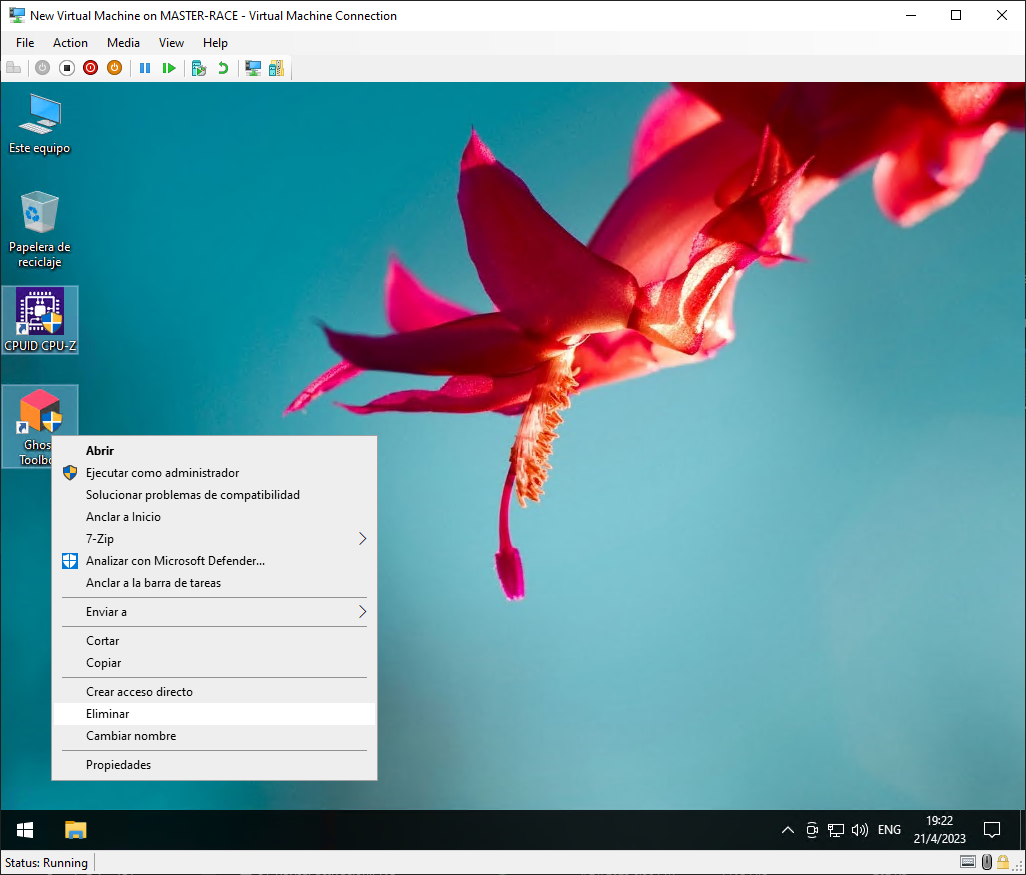 New Virtual Machine on MASTER-RACE - Virtual Machine Connection
File Action Media View Help
Este equipo
Papelera de
reciclaje
CPUID CPU-Z
Ghos
Toolbo
Abrir
Ejecutar como administrador
Solucionar problemas de compatibilidad
Anclar a Inicio
7-Zip
Analizar con Microsoft Defender...
Anclar a la barra de tareas
Enviar a
Cortar
Copiar
Crear acceso directo
Eliminar
Cambiar nombre
Propiedades
ENG
19:22
21/4/2023
Status: Running